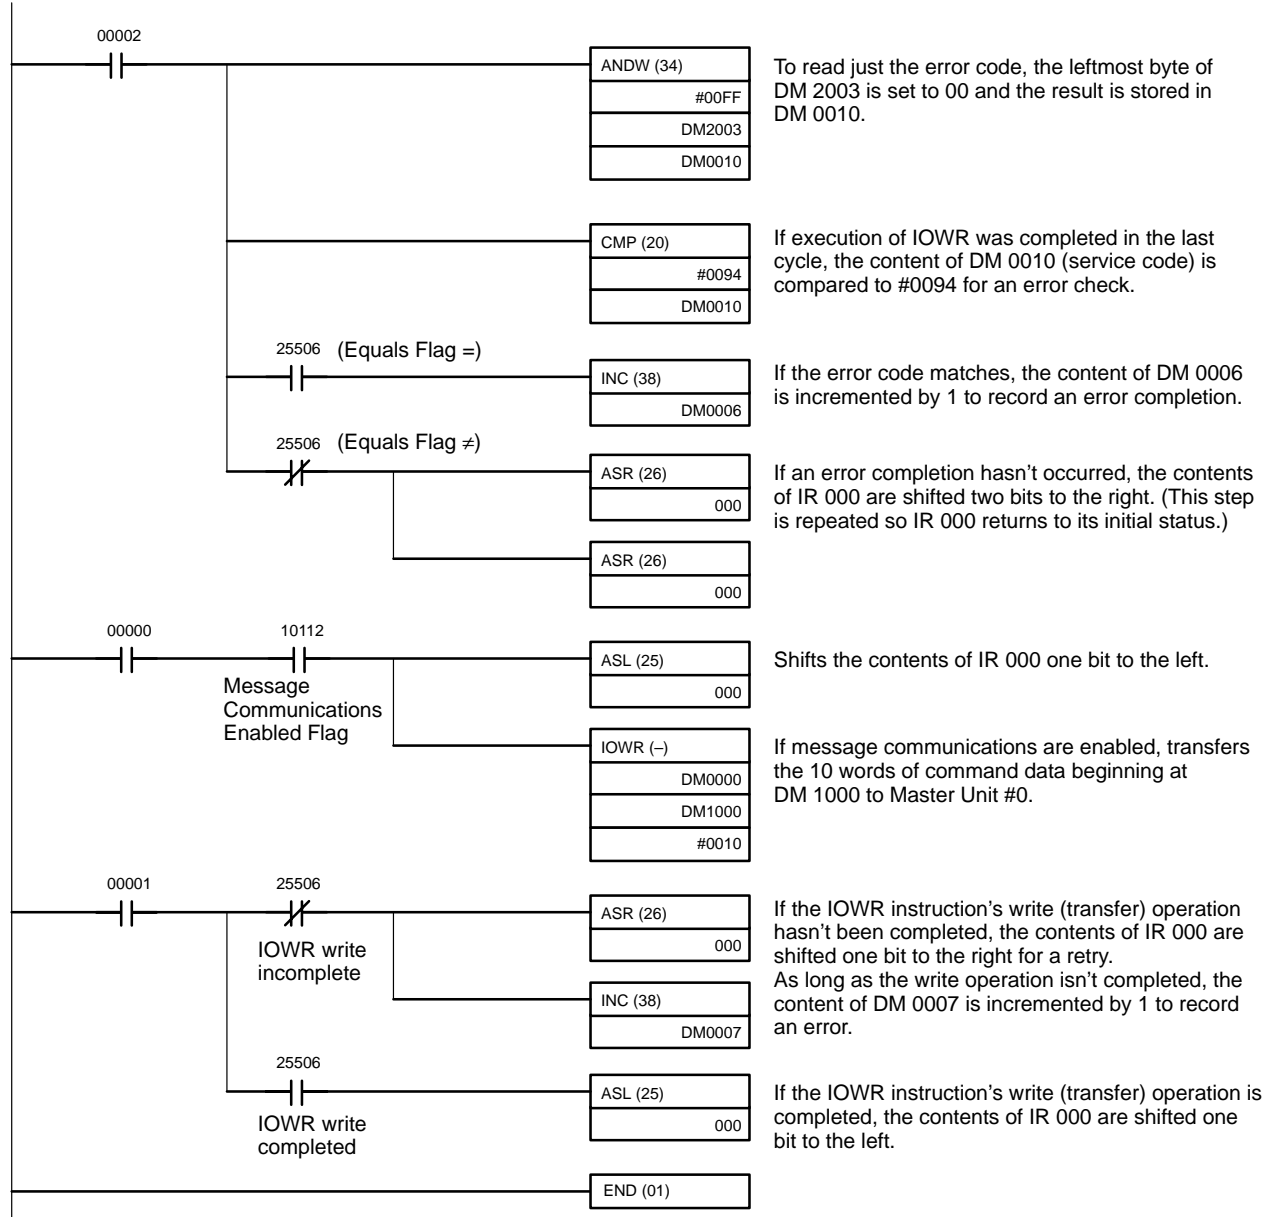 00002
ANDW (34)
#00FF
DM2003
DM0010
To read just the error code, the leftmost byte of
DM 2003 is set to 00 and the result is stored in
DM 0010.
CMP (20)
#0094
DM0010
If execution of IOWR was completed in the last
cycle, the content of DM 0010 (service code) is
compared to #0094 for an error check.
25506 (Equals Flag =)
INC (38)
DM0006
If the error code matches, the content of DM 0006
is incremented by 1 to record an error completion.
25506 (Equals Flag ≠)
ASR (26)
000
If an error completion hasn’t occurred, the contents
of IR 000 are shifted two bits to the right. (This step
is repeated so IR 000 returns to its initial status.)
ASR (26)
000
00000 10112
Message
Communications
Enabled Flag
ASL (25)
000
Shifts the contents of IR 000 one bit to the left.
IOWR (–)
DM0000
DM1000
#0010
If message communications are enabled, transfers
the 10 words of command data beginning at
DM 1000 to Master Unit #0.
00001 25506
IOWR write
incomplete
ASR (26)
000
If the IOWR instruction’s write (transfer) operation
hasn’t been completed, the contents of IR 000 are
shifted one bit to the right for a retry.
As long as the write operation isn’t completed, the
content of DM 0007 is incremented by 1 to record
an error.
INC (38)
DM0007
25506
IOWR write
completed
ASL (25)
000
If the IOWR instruction’s write (transfer) operation is
completed, the contents of IR 000 are shifted one
bit to the left.
END (01)